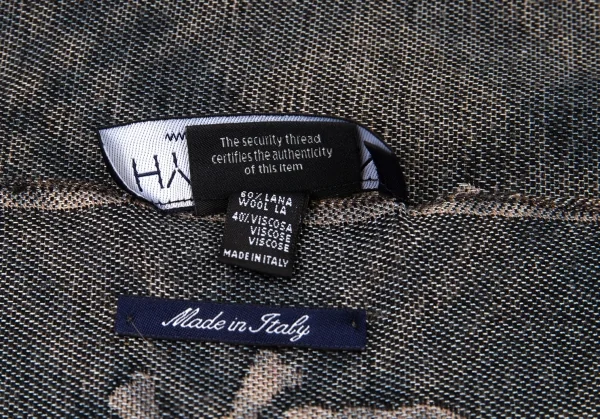 The security thread
certifies the authenticity
of this item
60% LANA
WOOL LA
40% VISCOSA
VISCOSE
VISCOSE
MADE IN ITALY
Made in Italy